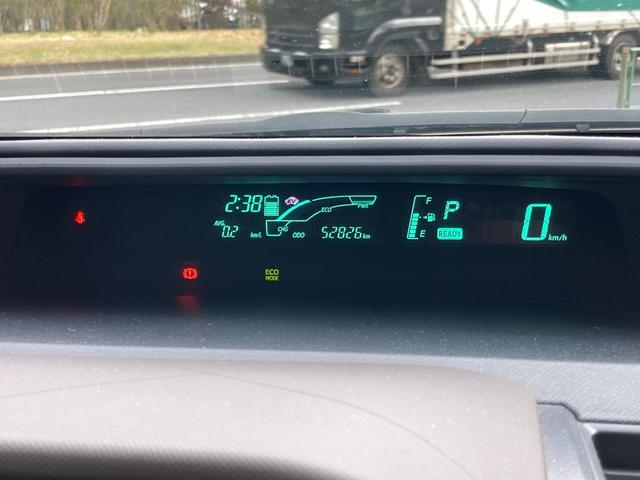 2:38
ECO
PWR
CHG
AVG
0.2 km/L
ODO 52826 km
F
E
P
READY
0 km/h
ECO
MODE